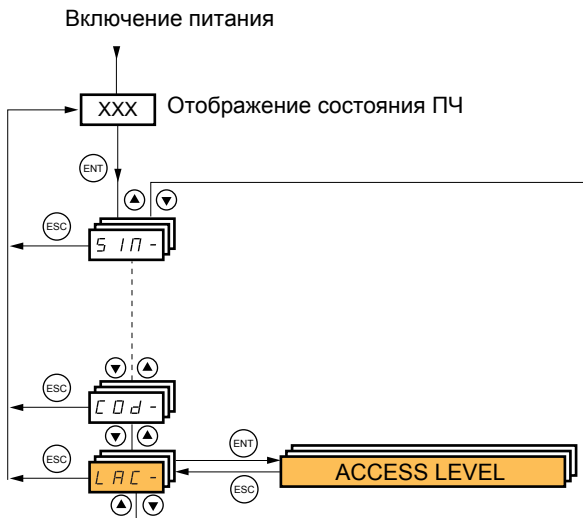 Включение питания
XXX
Отображение состояния ПЧ
ENT
ESC
SIM-
ESC
COd-
ESC
ENT
LAC-
ACCESS LEVEL
ESC